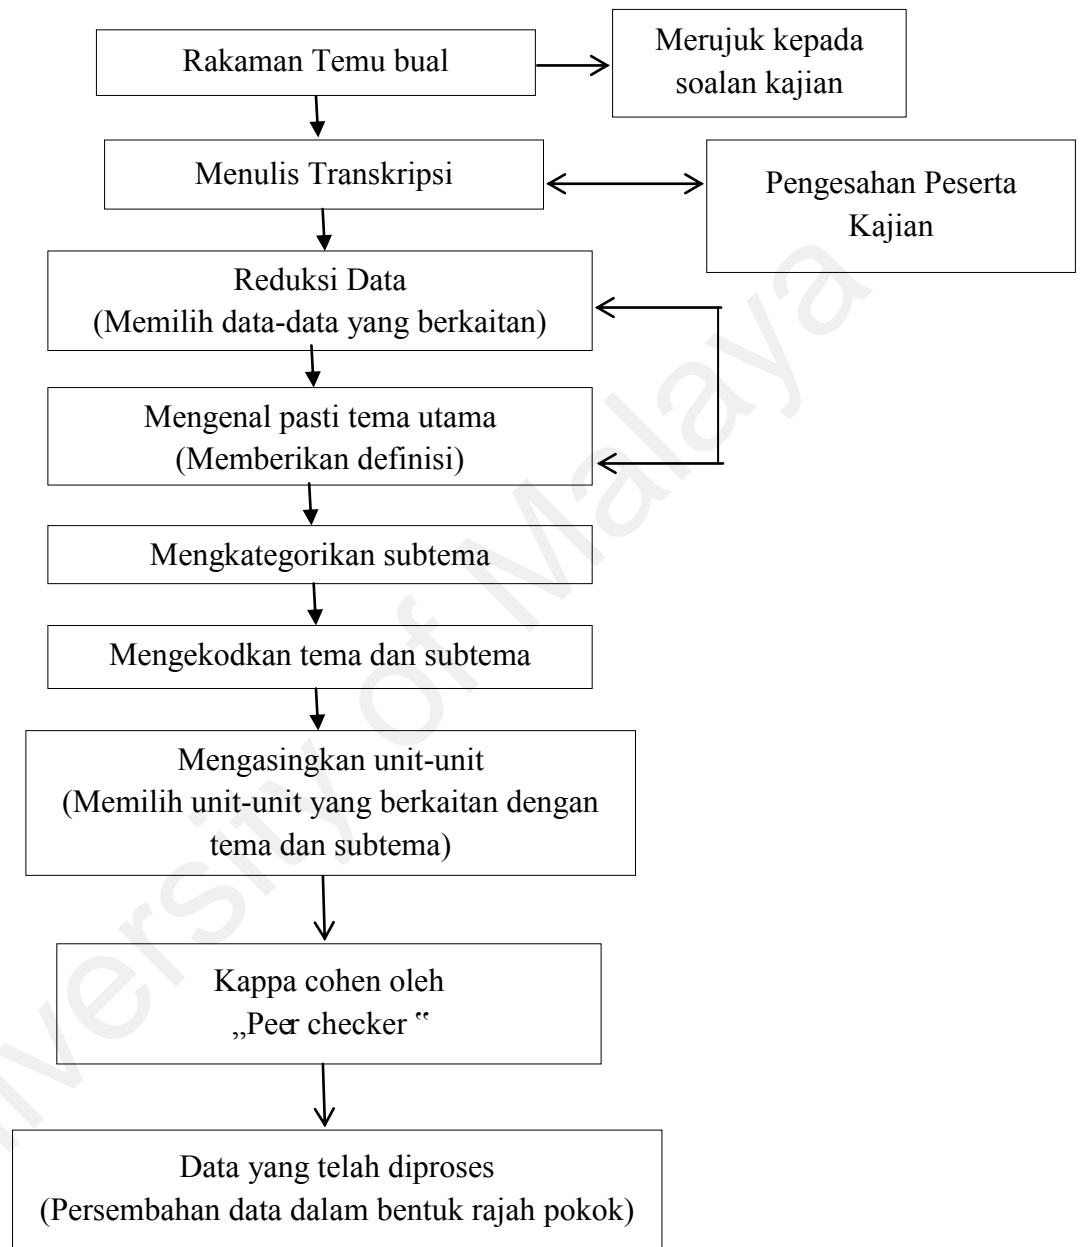 Rakaman Temu bual
Merujuk kepada
soalan kajian
Menulis Transkripsi
Pengesahan Peserta
Kajian
Reduksi Data
(Memilih data-data yang berkaitan)
Mengenal pasti tema utama
(Memberikan definisi)
Mengkategorikan subtema
Mengekodkan tema dan subtema
Mengasingkan unit-unit
(Memilih unit-unit yang berkaitan dengan
tema dan subtema)
Kappa cohen oleh
„Peer checker‟
Data yang telah diproses
(Persembahan data dalam bentuk rajah pokok)
University of Malaya